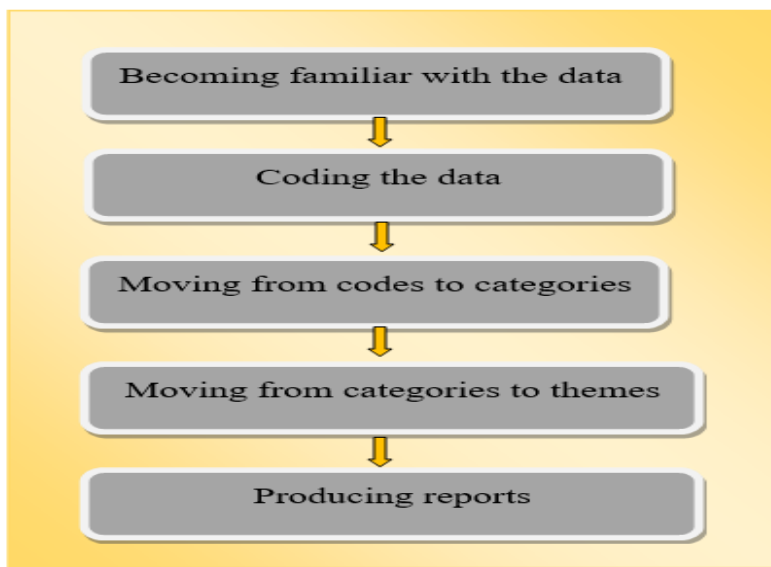 Becoming familiar with the data
Coding the data
Moving from codes to categories
Moving from categories to themes
Producing reports